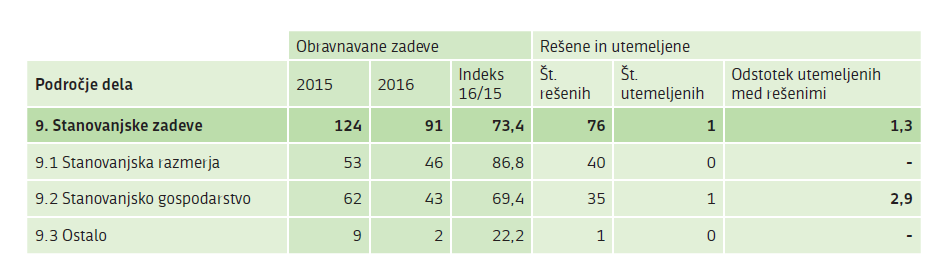 Obravnavane zadeve Rešene in utemeljene
Področje dela 2015 2016 Indeks 16/15 Št. rešenih Št. utemeljenih Odstotek utemeljenih med rešenimi
9. Stanovanjske zadeve 124 91 73,4 76 1 1,3
9.1 Stanovanjska razmerja 53 46 86,8 40 0 -
9.2 Stanovanjsko gospodarstvo 62 43 69,4 35 1 2,9
9.3 Ostalo 9 2 22,2 1 0 -